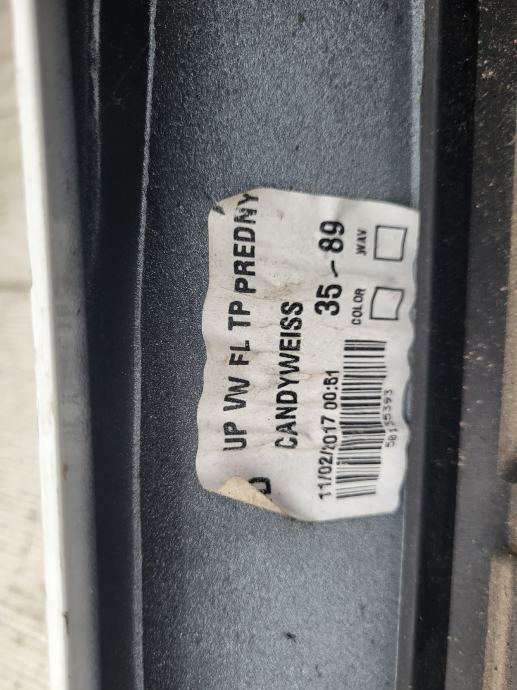 UP VW FL TP PREDNY
CANDYWEISS
35 - 89
11/02/2017 00:51
COLOR
WAV